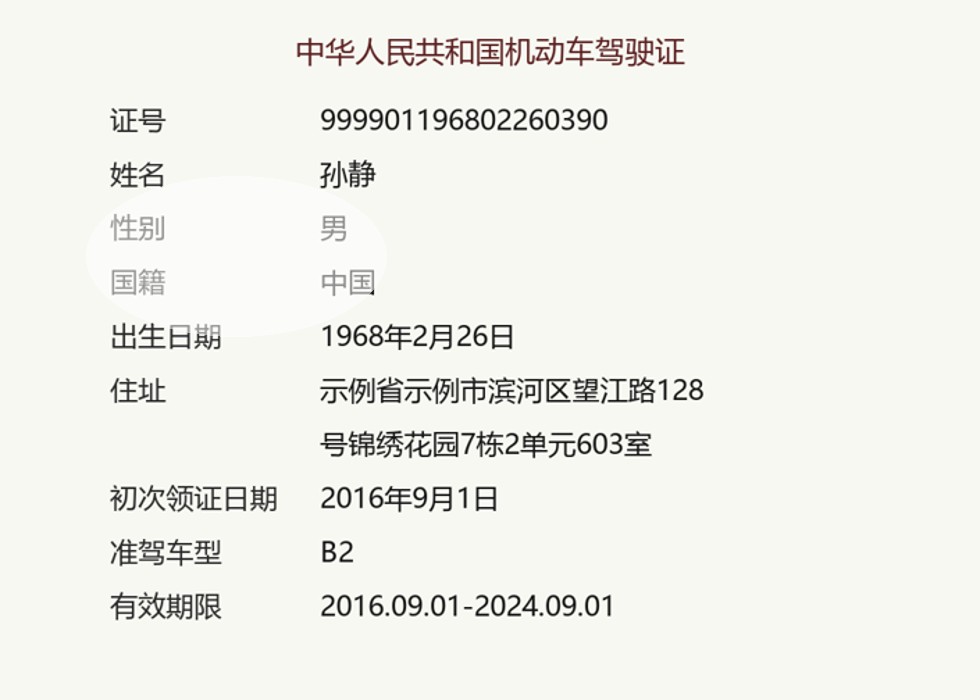 中华人民共和国机动车驾驶证
证号 999901196802260390
姓名 孙静
性别 男
国籍 中国
出生日期 1968年2月26日
住址 示例省示例市滨河区望江路128
号锦绣花园7栋2单元603室
初次领证日期 2016年9月1日
准驾车型 B2
有效期限 2016.09.01-2024.09.01